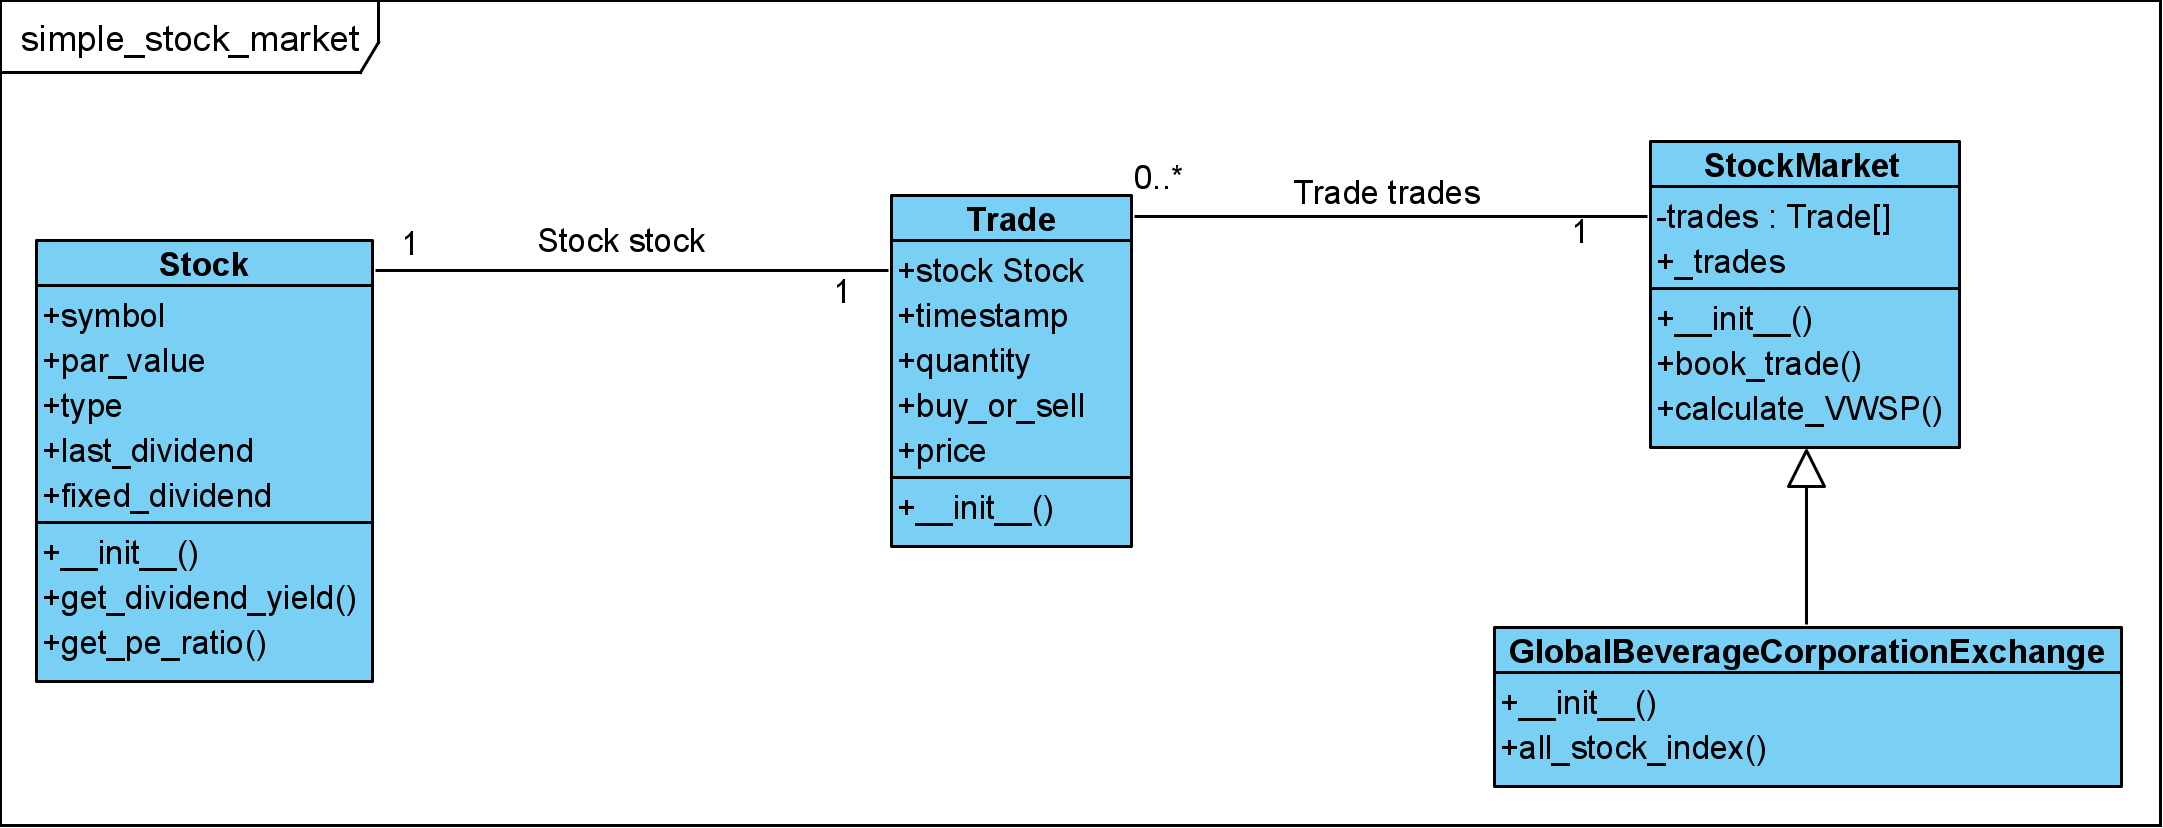 simple_stock_market
Stock
+symbol
+par_value
+type
+last_dividend
+fixed_dividend
+__init__()
+get_dividend_yield()
+get_pe_ratio()
1
Stock stock
1
Trade
+stock Stock
+timestamp
+quantity
+buy_or_sell
+price
+__init__()
0..*
Trade trades
1
StockMarket
-trades : Trade[]
+_trades
+__init__()
+book_trade()
+calculate_VWSP()
GlobalBeverageCorporationExchange
+__init__()
+all_stock_index()